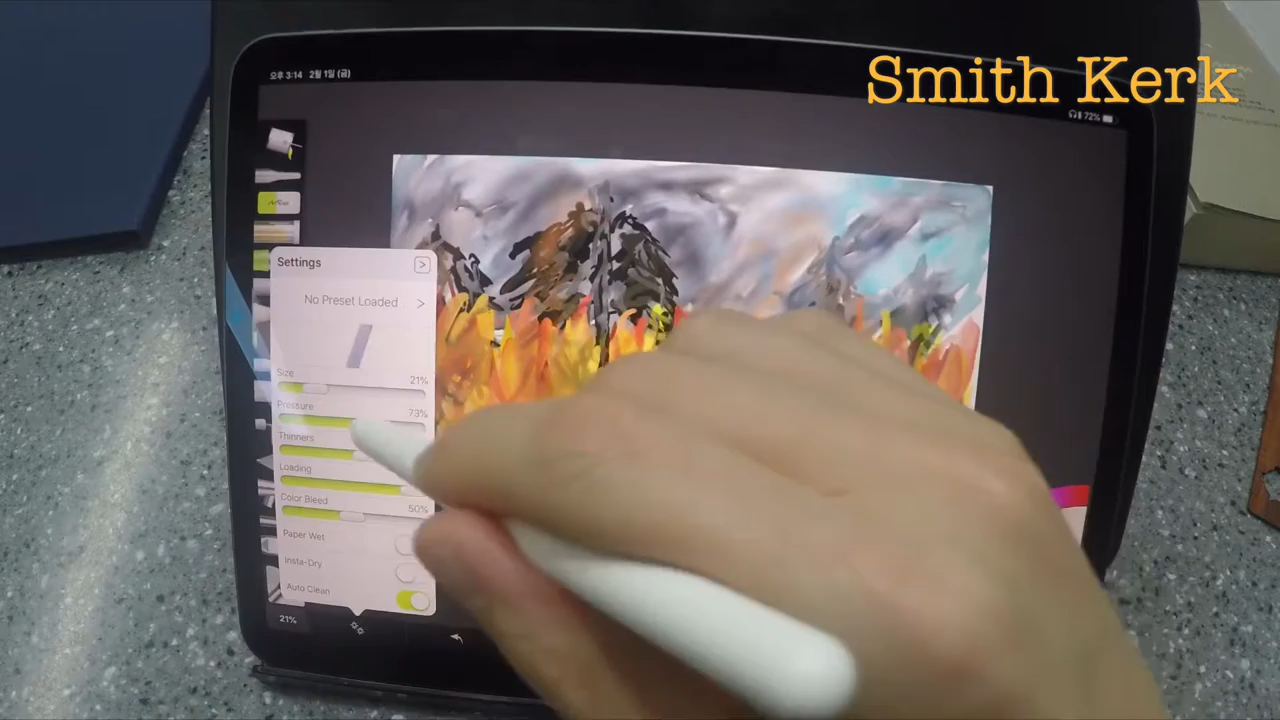 Smith Kerk
오후 3:14 2월 1일 (금)
72%
Settings
No Preset Loaded
Size 21%
Pressure 73%
Thinners
Loading
Color Bleed 50%
Paper Wet
Insta-Dry
Auto Clean
21%